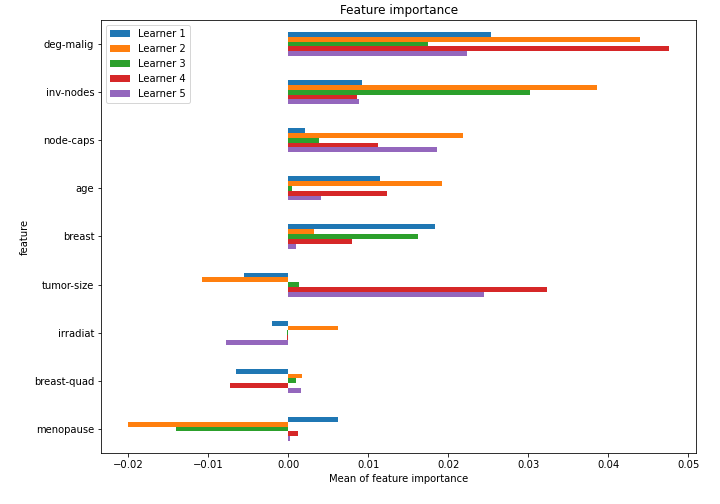 Feature importance
Learner 1
Learner 2
Learner 3
Learner 4
Learner 5
deg-malig
inv-nodes
node-caps
age
breast
tumor-size
irradiat
breast-quad
menopause
feature
−0.02 −0.01 0.00 0.01 0.02 0.03 0.04 0.05
Mean of feature importance